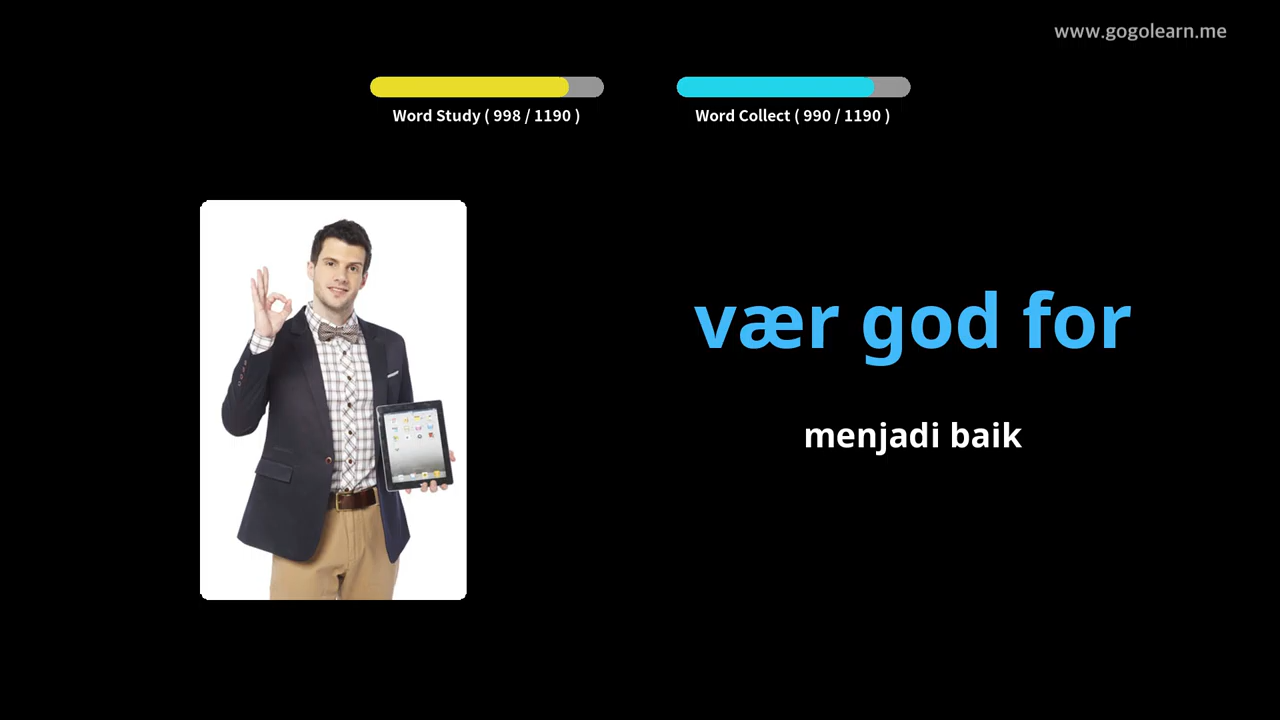 www.gogolearn.me
Word Study ( 998 / 1190 )
Word Collect ( 990 / 1190 )
vær god for
menjadi baik